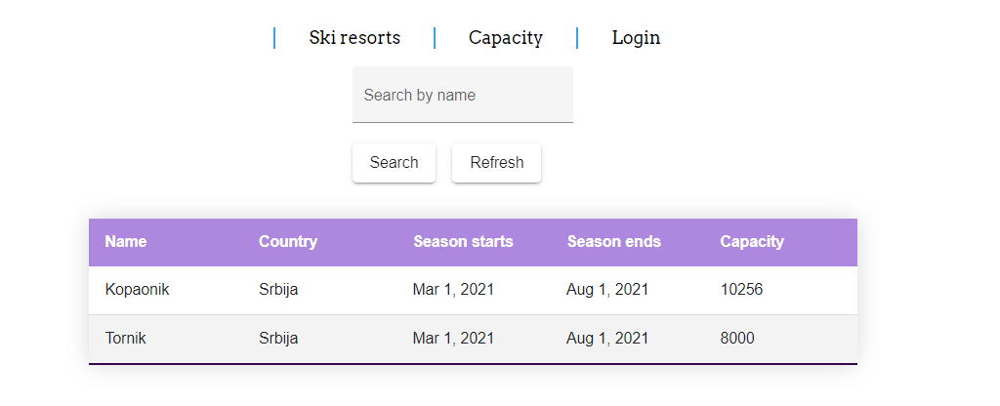 Ski resorts Capacity Login
Search by name
Search Refresh
Name Country Season starts Season ends Capacity
Kopaonik Srbija Mar 1, 2021 Aug 1, 2021 10256
Tornik Srbija Mar 1, 2021 Aug 1, 2021 8000